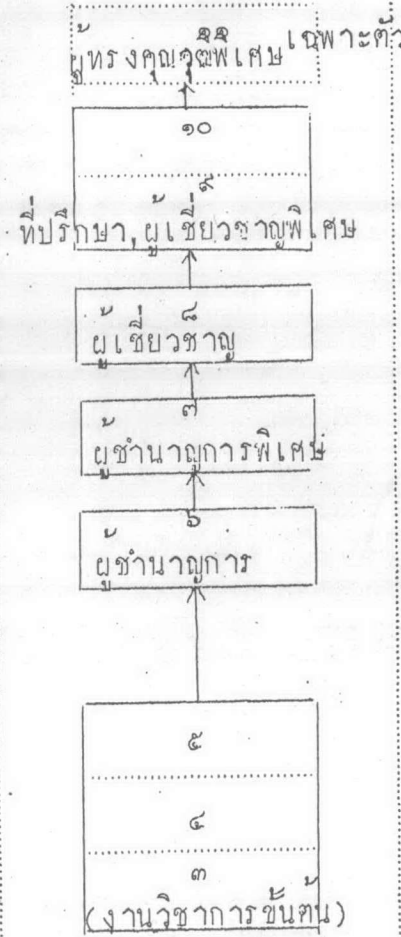 ผู้ทรงคุณวุฒิพิเศษ เฉพาะตัว
๑๐
๙
ที่ปรึกษา, ผู้เชี่ยวชาญพิเศษ
๘
ผู้เชี่ยวชาญ
๗
ผู้ชำนาญการพิเศษ
๖
ผู้ชำนาญการ
๕
๔
๓
(งานวิชาการขั้นต้น)